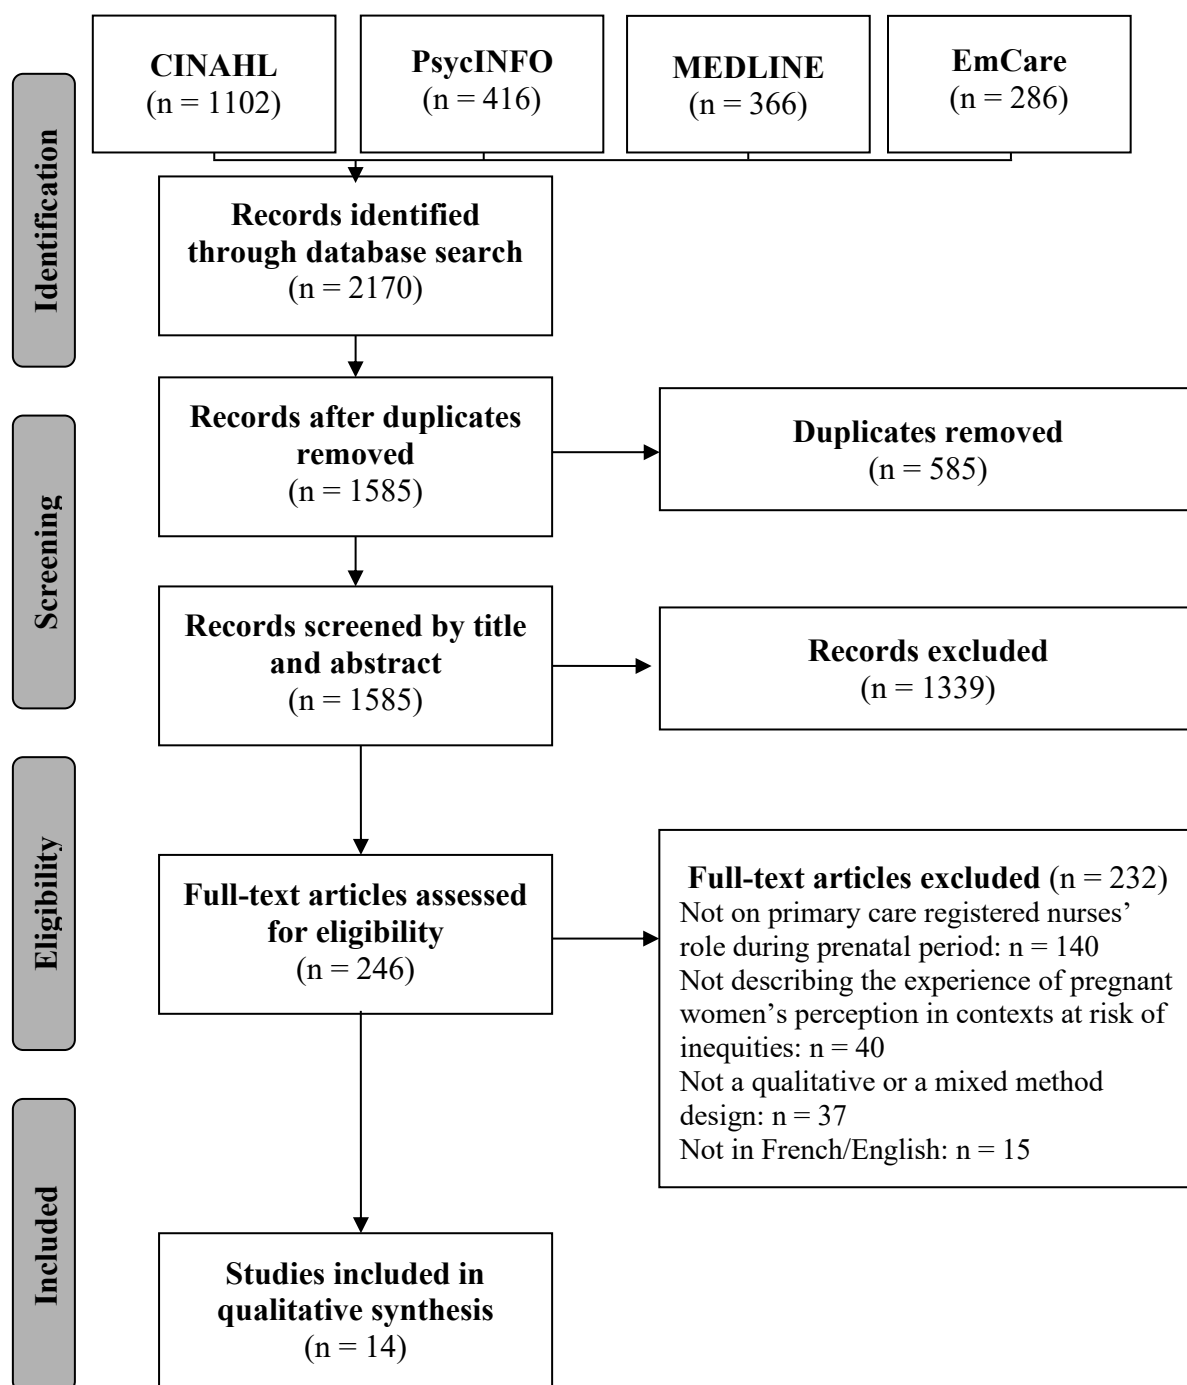 CINAHL
(n = 1102)
PsycINFO
(n = 416)
MEDLINE
(n = 366)
EmCare
(n = 286)
Identification
Records identified
through database search
(n = 2170)
Records after duplicates
removed
(n = 1585)
Duplicates removed
(n = 585)
Screening
Records screened by title
and abstract
(n = 1585)
Records excluded
(n = 1339)
Eligibility
Full-text articles assessed
for eligibility
(n = 246)
Full-text articles excluded (n = 232)
Not on primary care registered nurses’
role during prenatal period: n = 140
Not describing the experience of pregnant
women’s perception in contexts at risk of
inequities: n = 40
Not a qualitative or a mixed method
design: n = 37
Not in French/English: n = 15
Included
Studies included in
qualitative synthesis
(n = 14)